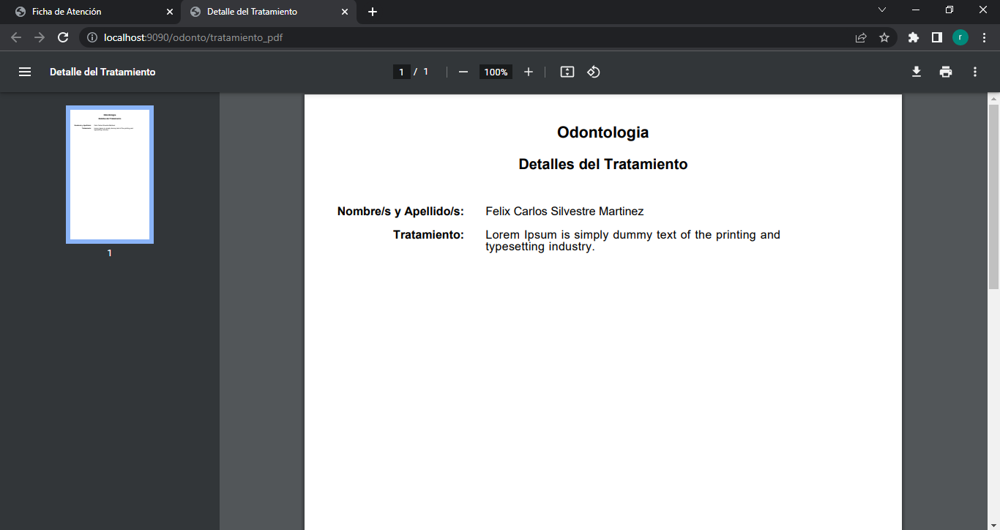 Ficha de Atención
Detalle del Tratamiento
localhost:9090/odonto/tratamiento_pdf
r
Detalle del Tratamiento
1 / 1
100%
Odontologia
Detalles del Tratamiento
Nombre/s y Apellido/s: Felix Carlos Silvestre Martinez
Tratamiento: Lorem Ipsum is simply dummy text of the printing and
typesetting industry.
1